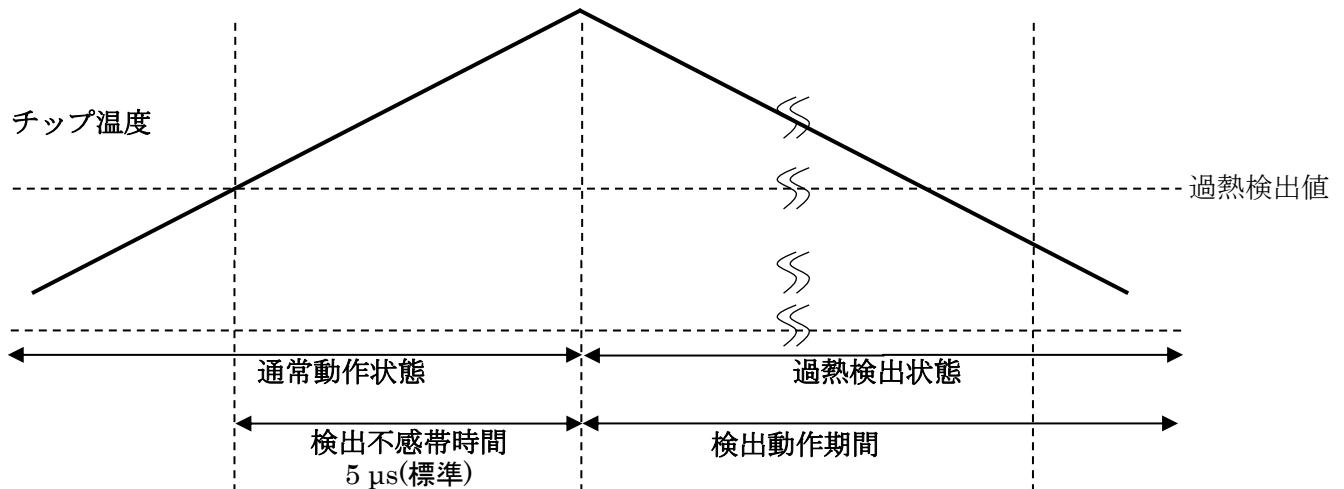 チップ温度
過熱検出値
通常動作状態
過熱検出状態
検出不感帯時間
5 µs(標準)
検出動作期間